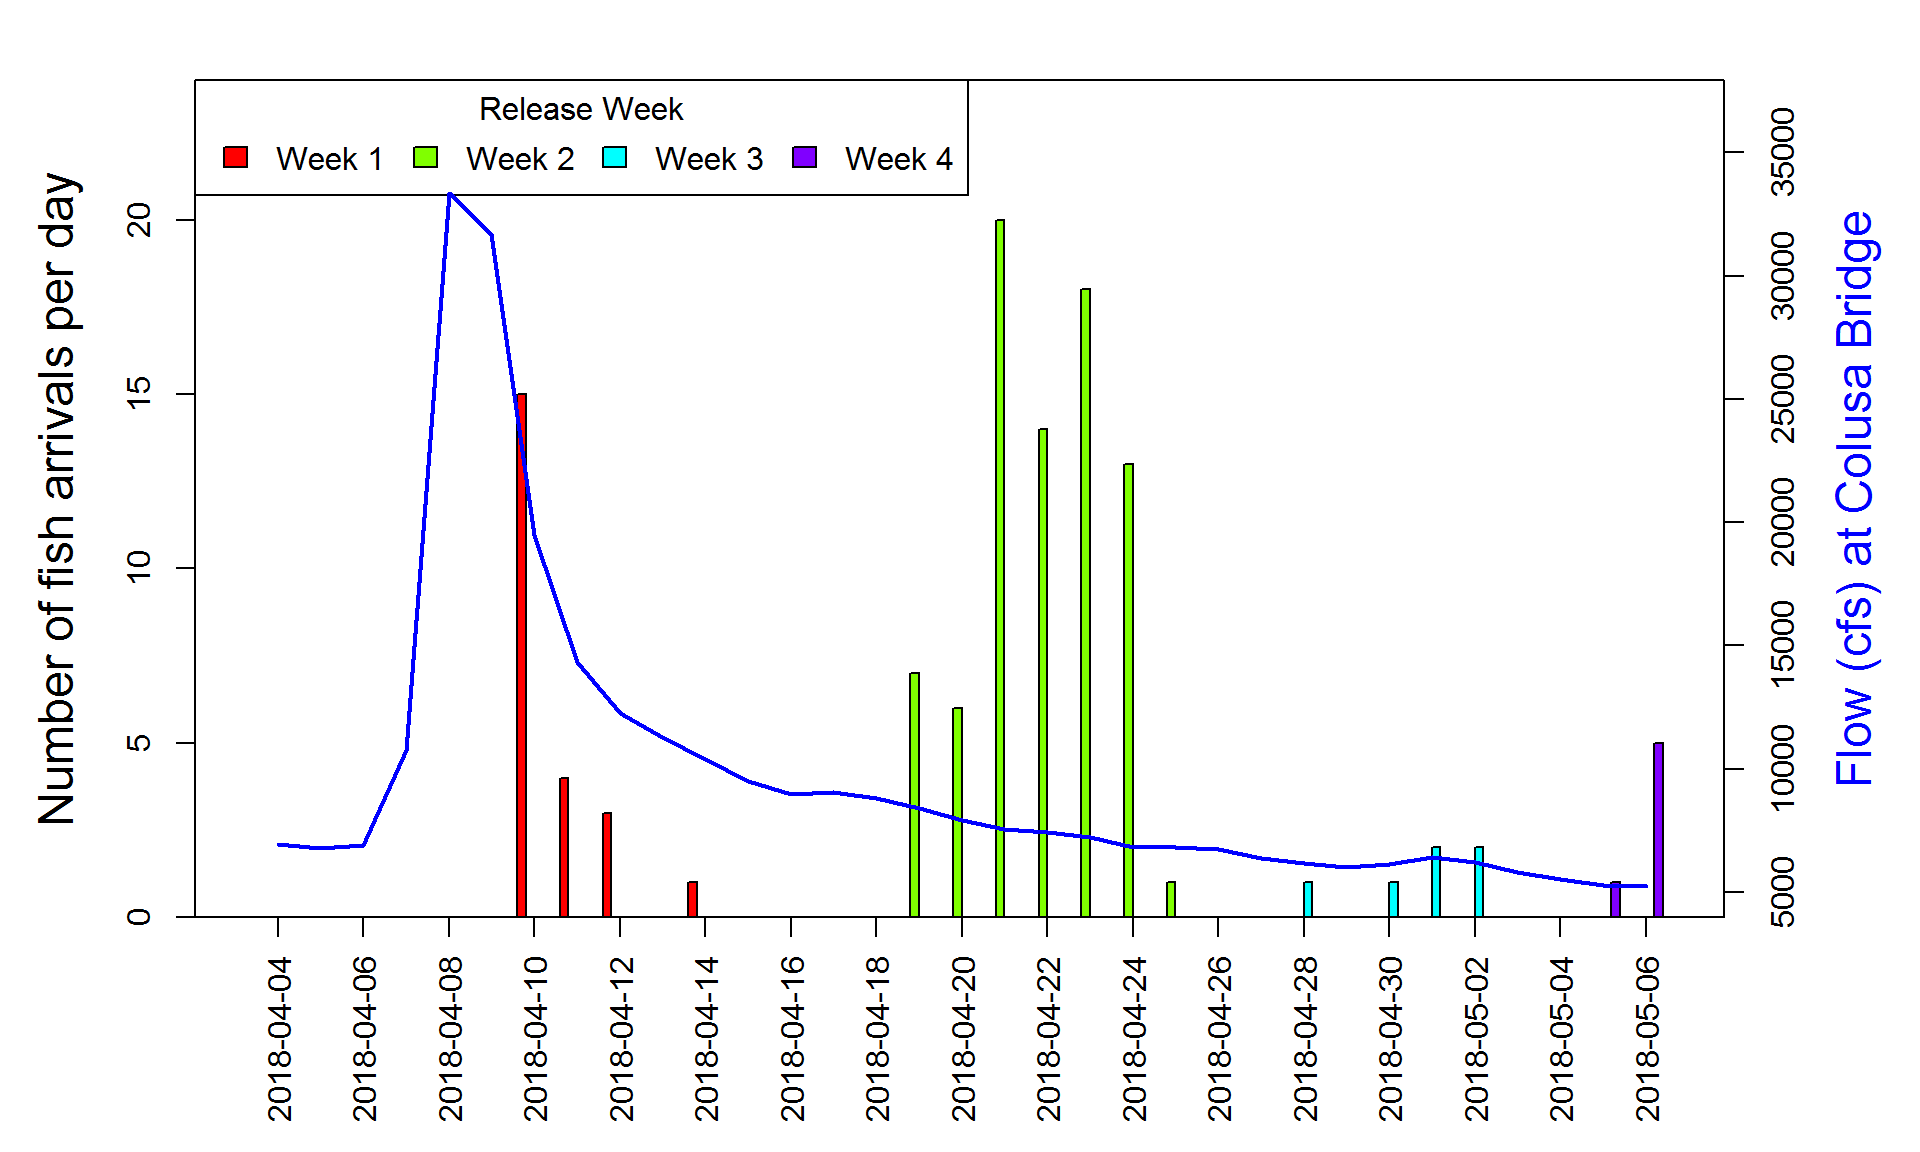 Release Week
Week 1 Week 2 Week 3 Week 4
Number of fish arrivals per day
0 5 10 15 20
Flow (cfs) at Colusa Bridge
5000 10000 15000 20000 25000 30000 35000
2018-04-04
2018-04-06
2018-04-08
2018-04-10
2018-04-12
2018-04-14
2018-04-16
2018-04-18
2018-04-20
2018-04-22
2018-04-24
2018-04-26
2018-04-28
2018-04-30
2018-05-02
2018-05-04
2018-05-06